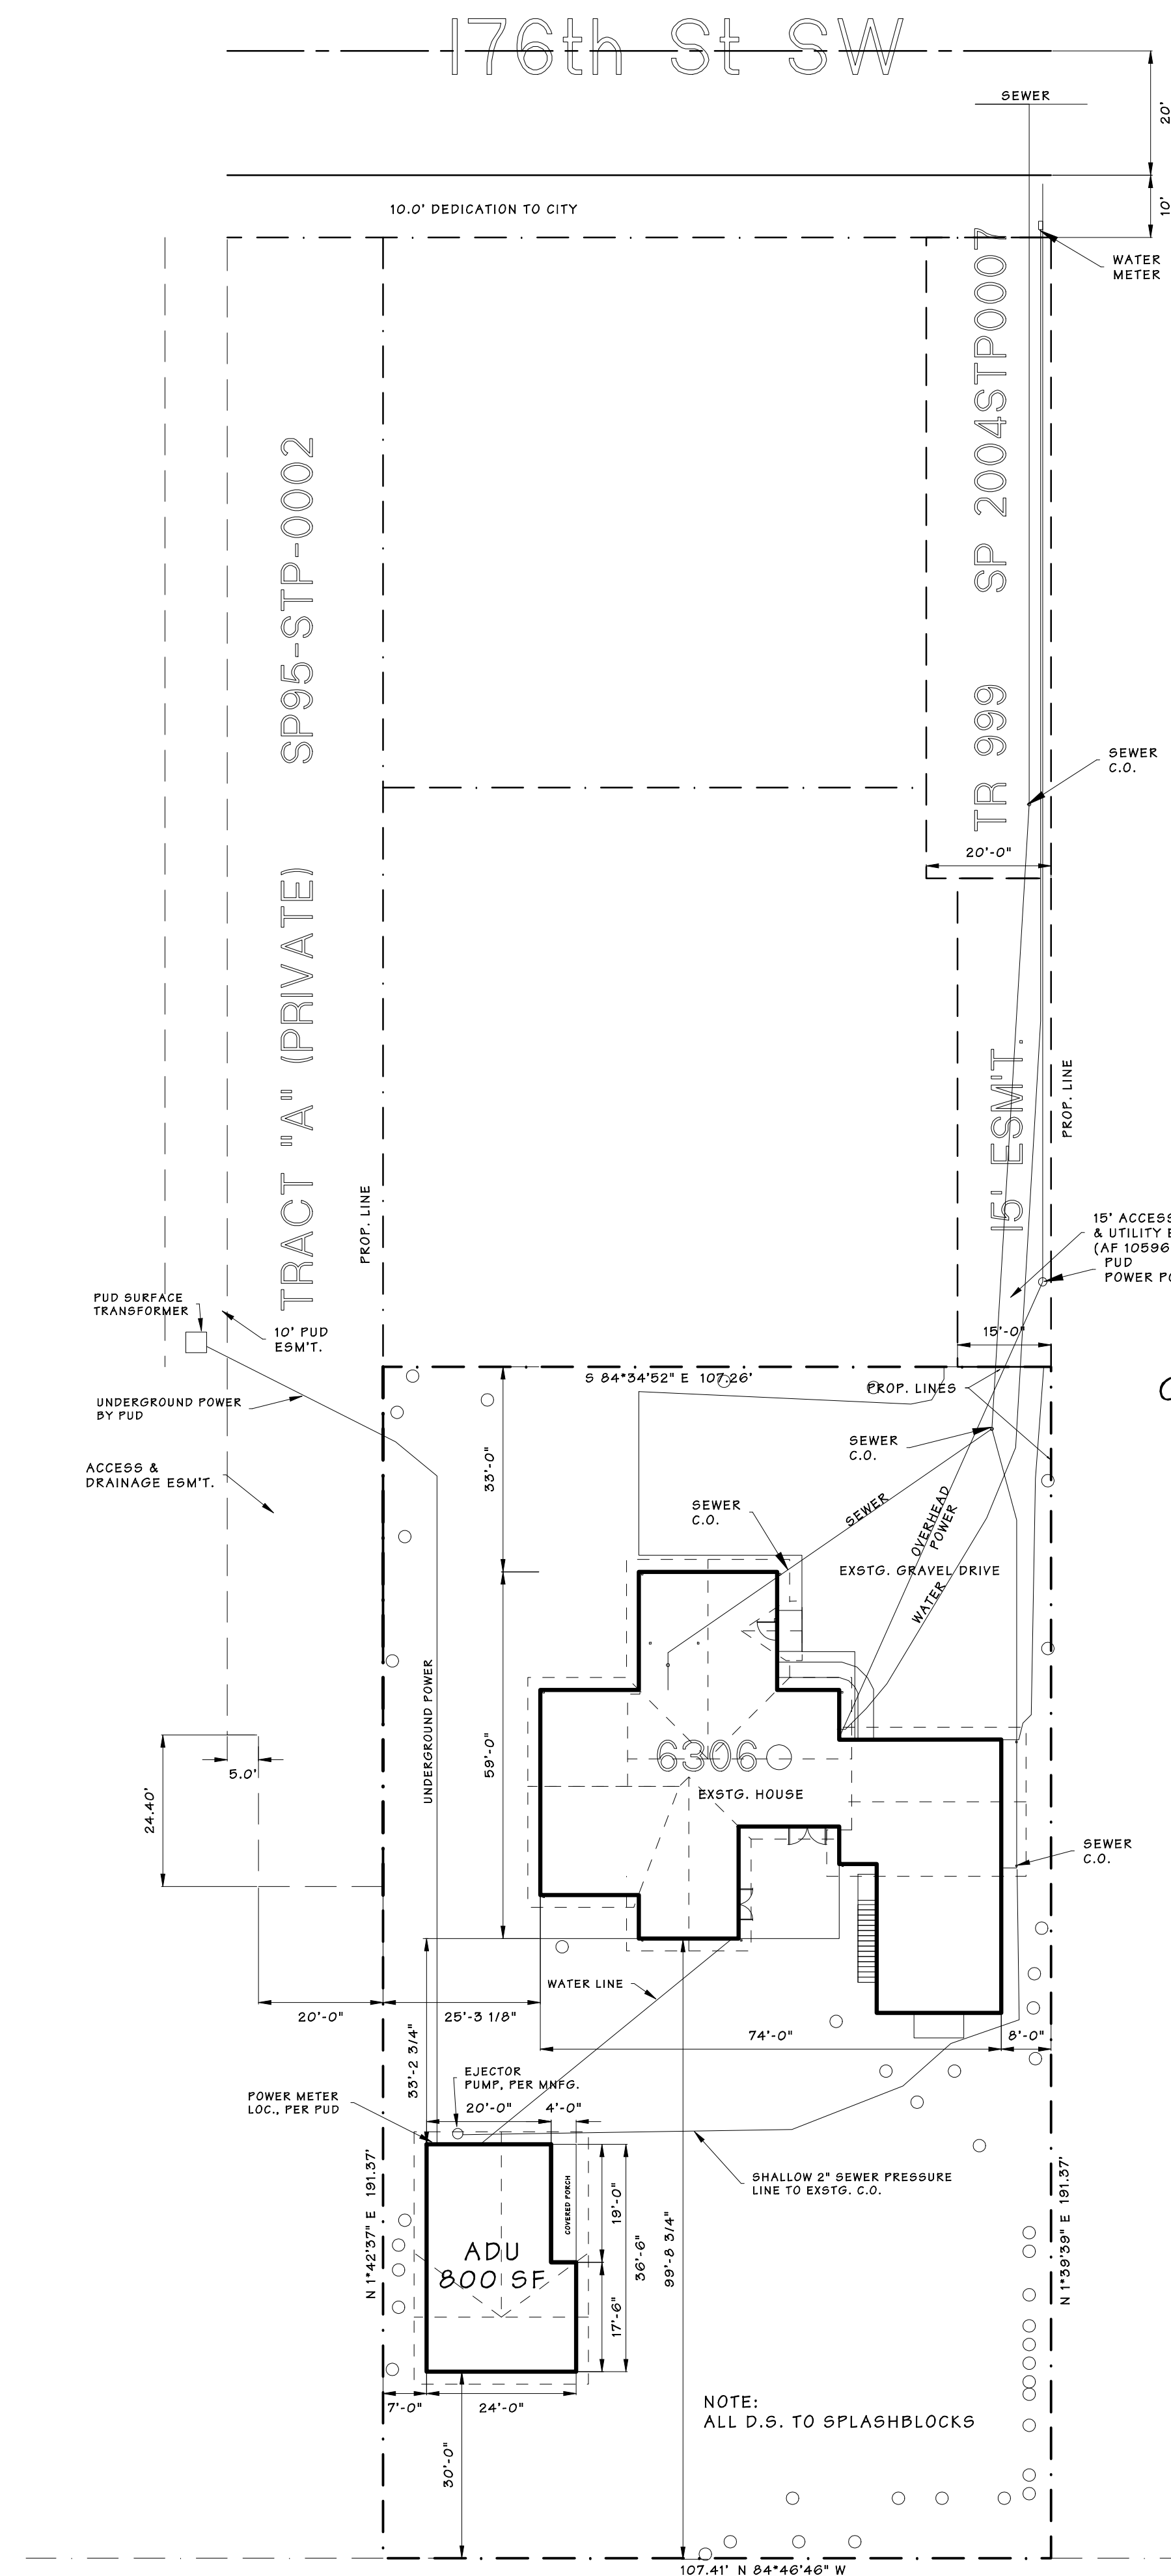 176th St SW
SEWER
20'
10.0' DEDICATION TO CITY
10'
WATER
METER
SP95-STP-0002
TRACT "A" (PRIVATE)
SP 2004STP0007
TR 999
SEWER
C.O.
20'-0"
15' ESM'T.
PROP. LINE
PROP. LINE
15' ACCESS
& UTILITY E
(AF 10596
PUD
POWER PO
PUD SURFACE
TRANSFORMER
10' PUD
ESM'T.
15'-0"
S 84°34'52" E 107.26'
PROP. LINES
UNDERGROUND POWER
BY PUD
SEWER
C.O.
33'-0"
ACCESS &
DRAINAGE ESM'T.
SEWER
C.O.
SEWER
OVERHEAD
POWER
EXSTG. GRAVEL DRIVE
WATER
UNDERGROUND POWER
59'-0"
6306
EXSTG. HOUSE
5.0'
24.40'
SEWER
C.O.
WATER LINE
20'-0"
25'-3 1/8"
74'-0"
8'-0"
33'-2 3/4"
EJECTOR
PUMP, PER MNFG.
POWER METER
LOC., PER PUD
20'-0"
4'-0"
SHALLOW 2" SEWER PRESSURE
LINE TO EXSTG. C.O.
N 1°42'37" E 191.37'
COVERED PORCH
19'-0"
36'-6"
99'-8 3/4"
N 1°39'39" E 191.37'
ADU
800 SF
17'-6"
7'-0"
24'-0"
NOTE:
ALL D.S. TO SPLASHBLOCKS
30'-0"
107.41' N 84°46'46" W